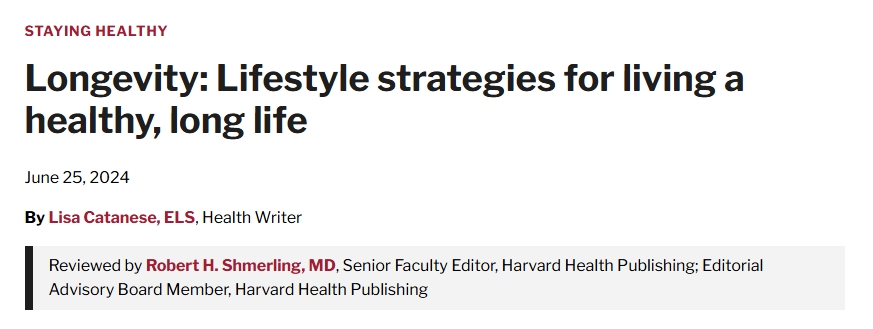 STAYING HEALTHY
Longevity: Lifestyle strategies for living a
healthy, long life
June 25, 2024
By Lisa Catanese, ELS, Health Writer
Reviewed by Robert H. Shmerling, MD, Senior Faculty Editor, Harvard Health Publishing; Editorial
Advisory Board Member, Harvard Health Publishing